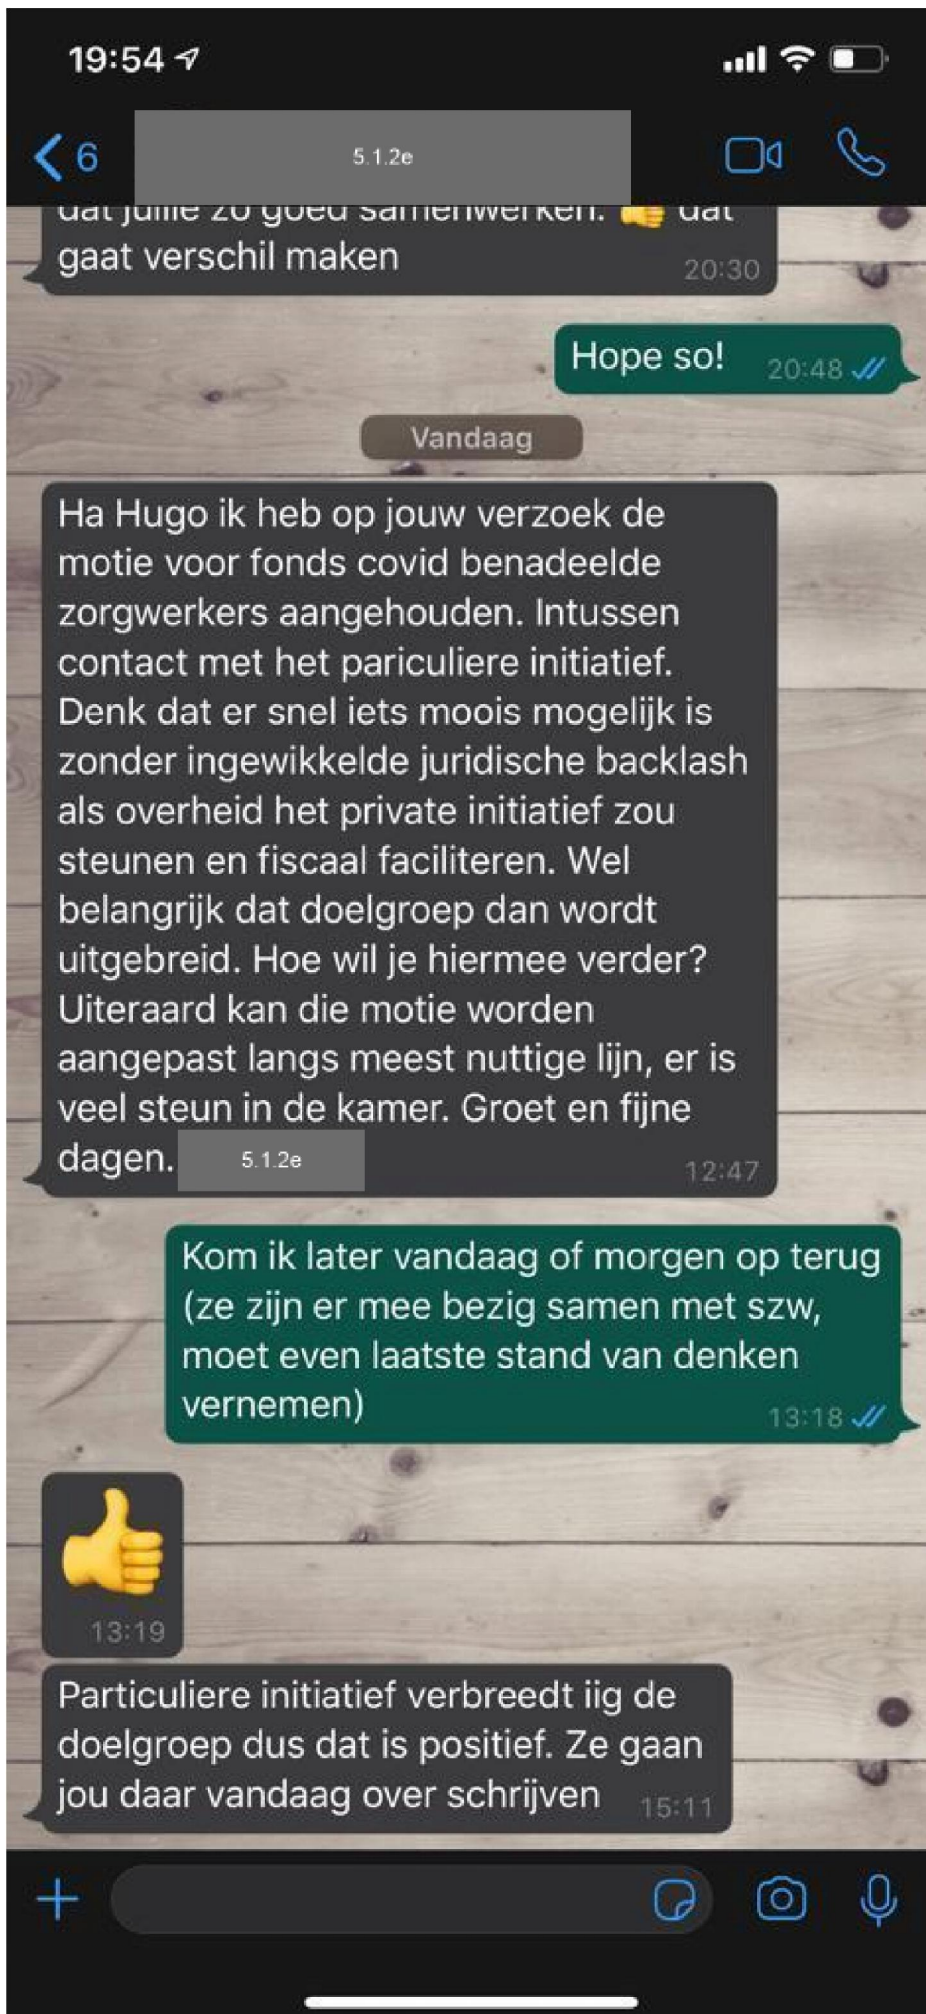 19:54
6
5.1.2e
dat jullie zo goed samenwerken. 👍 dat
gaat verschil maken
20:30
Hope so!
20:48
Vandaag
Ha Hugo ik heb op jouw verzoek de
motie voor fonds covid benadeelde
zorgwerkers aangehouden. Intussen
contact met het pariculiere initiatief.
Denk dat er snel iets moois mogelijk is
zonder ingewikkelde juridische backlash
als overheid het private initiatief zou
steunen en fiscaal faciliteren. Wel
belangrijk dat doelgroep dan wordt
uitgebreid. Hoe wil je hiermee verder?
Uiteraard kan die motie worden
aangepast langs meest nuttige lijn, er is
veel steun in de kamer. Groet en fijne
dagen. 5.1.2e
12:47
Kom ik later vandaag of morgen op terug
(ze zijn er mee bezig samen met szw,
moet even laatste stand van denken
vernemen)
13:18
👍
13:19
Particuliere initiatief verbreedt iig de
doelgroep dus dat is positief. Ze gaan
jou daar vandaag over schrijven
15:11